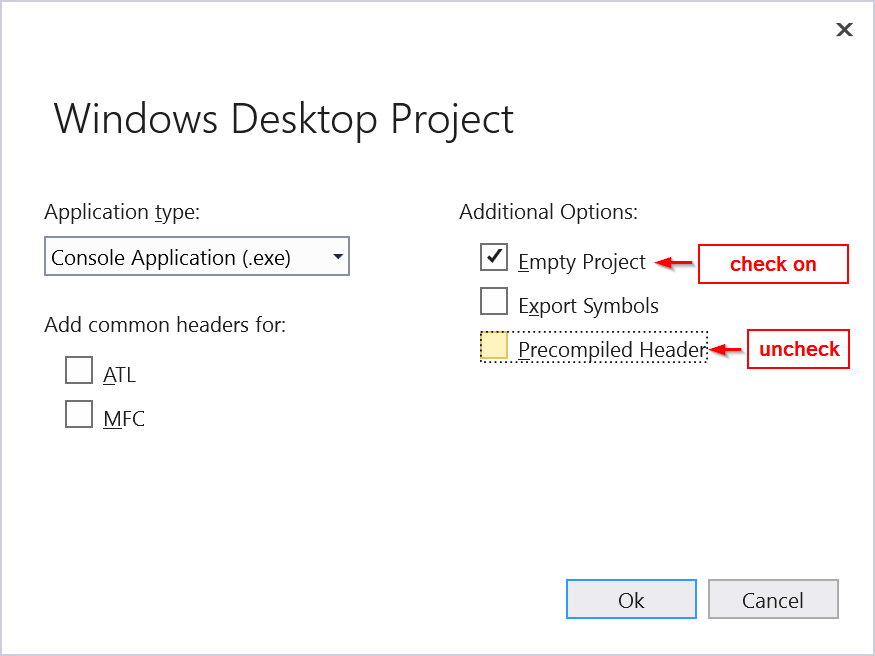 Windows Desktop Project
Application type:
Console Application (.exe)
Add common headers for:
ATL
MFC
Additional Options:
Empty Project
check on
Export Symbols
Precompiled Header
uncheck
Ok
Cancel